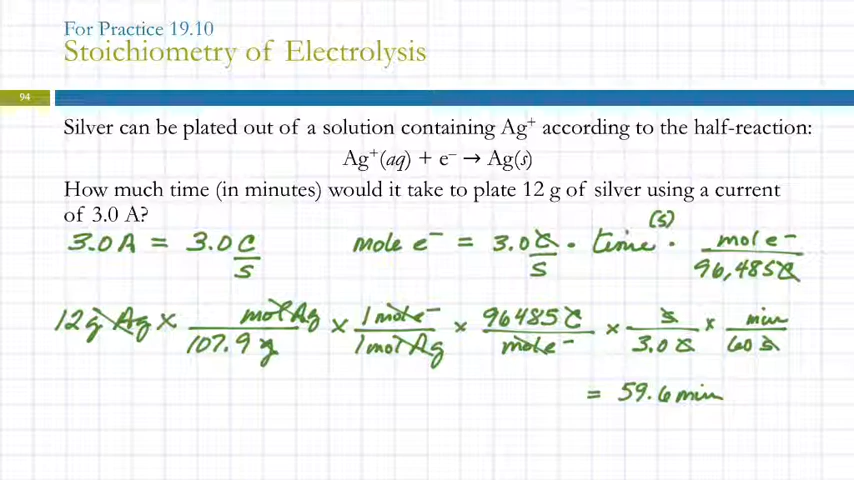 For Practice 19.10
Stoichiometry of Electrolysis
94
Silver can be plated out of a solution containing Ag⁺ according to the half-reaction:
Ag⁺(aq) + e⁻ → Ag(s)
How much time (in minutes) would it take to plate 12 g of silver using a current
of 3.0 A?
3.0 A = 3.0 C/s mole e⁻ = 3.0 C/s · time (s) · mol e⁻/96,485 C
12 g Ag × mol Ag/107.9 g × 1 mol e⁻/1 mol Ag × 96485 C/mol e⁻ × s/3.0 C × min/60 s
= 59.6 min